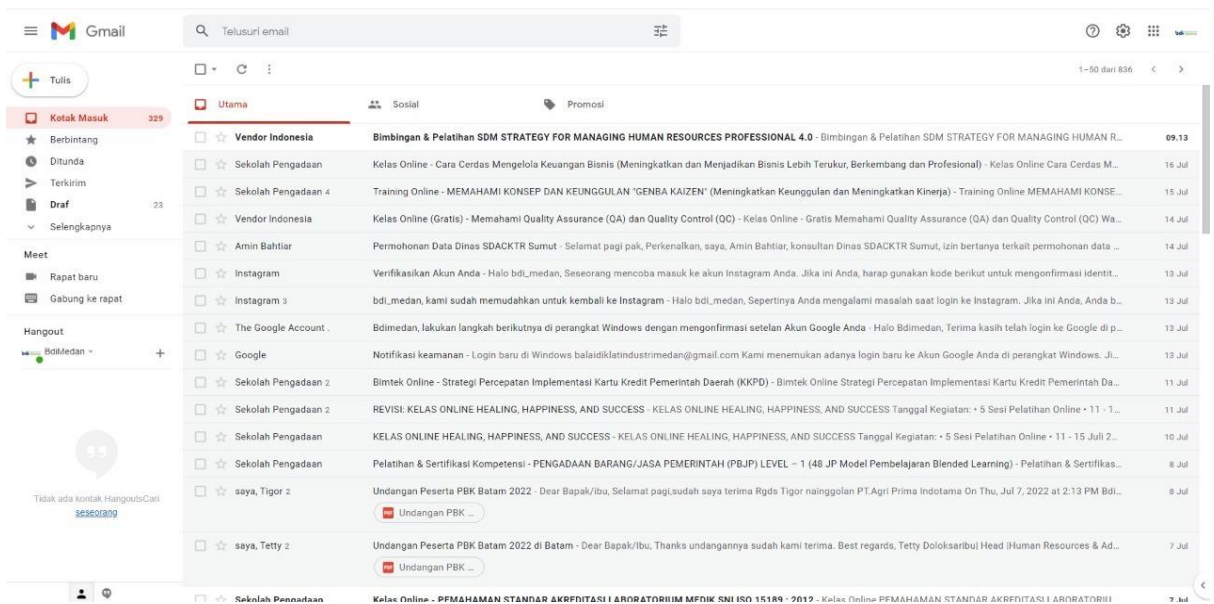 Gmail
Telusuri email
Tulis
1–50 dari 836
Utama
Sosial
Promosi
Kotak Masuk 329
Berbintang
Ditunda
Terkirim
Draf 23
Selengkapnya
Meet
Rapat baru
Gabung ke rapat
Hangout
BdiMedan
Tidak ada kontak HangoutsCari
seseorang
Vendor Indonesia Bimbingan & Pelatihan SDM STRATEGY FOR MANAGING HUMAN RESOURCES PROFESSIONAL 4.0 - Bimbingan & Pelatihan SDM STRATEGY FOR MANAGING HUMAN R... 09.13
Sekolah Pengadaan Kelas Online - Cara Cerdas Mengelola Keuangan Bisnis (Meningkatkan dan Menjadikan Bisnis Lebih Terukur, Berkembang dan Profesional) - Kelas Online Cara Cerdas M... 16 Jul
Sekolah Pengadaan 4 Training Online - MEMAHAMI KONSEP DAN KEUNGGULAN "GENBA KAIZEN" (Meningkatkan Keunggulan dan Meningkatkan Kinerja) - Training Online MEMAHAMI KONSE... 15 Jul
Vendor Indonesia Kelas Online (Gratis) - Memahami Quality Assurance (QA) dan Quality Control (QC) - Kelas Online - Gratis Memahami Quality Assurance (QA) dan Quality Control (QC) Wa... 14 Jul
Amin Bahtiar Permohonan Data Dinas SDACKTR Sumut - Selamat pagi pak, Perkenalkan, saya, Amin Bahtiar, konsultan Dinas SDACKTR Sumut, izin bertanya terkait permohonan data ... 14 Jul
Instagram Verifikasikan Akun Anda - Halo bdi_medan, Seseorang mencoba masuk ke akun Instagram Anda. Jika ini Anda, harap gunakan kode berikut untuk mengonfirmasi identit... 13 Jul
Instagram 3 bdi_medan, kami sudah memudahkan untuk kembali ke Instagram - Halo bdi_medan, Sepertinya Anda mengalami masalah saat login ke Instagram. Jika ini Anda, Anda b... 13 Jul
The Google Account . Bdimedan, lakukan langkah berikutnya di perangkat Windows dengan mengonfirmasi setelan Akun Google Anda - Halo Bdimedan, Terima kasih telah login ke Google di p... 13 Jul
Google Notifikasi keamanan - Login baru di Windows balaidiklatindustrimedan@gmail.com Kami menemukan adanya login baru ke Akun Google Anda di perangkat Windows. Ji... 13 Jul
Sekolah Pengadaan 2 Bimtek Online - Strategi Percepatan Implementasi Kartu Kredit Pemerintah Daerah (KKPD) - Bimtek Online Strategi Percepatan Implementasi Kartu Kredit Pemerintah Da... 11 Jul
Sekolah Pengadaan 2 REVISI: KELAS ONLINE HEALING, HAPPINESS, AND SUCCESS - KELAS ONLINE HEALING, HAPPINESS, AND SUCCESS Tanggal Kegiatan: • 5 Sesi Pelatihan Online • 11 - 1... 11 Jul
Sekolah Pengadaan KELAS ONLINE HEALING, HAPPINESS, AND SUCCESS - KELAS ONLINE HEALING, HAPPINESS, AND SUCCESS Tanggal Kegiatan: • 5 Sesi Pelatihan Online • 11 - 15 Juli 2... 10 Jul
Sekolah Pengadaan Pelatihan & Sertifikasi Kompetensi - PENGADAAN BARANG/JASA PEMERINTAH (PBJP) LEVEL – 1 (48 JP Model Pembelajaran Blended Learning) - Pelatihan & Sertifikas... 8 Jul
saya, Tigor 2 Undangan Peserta PBK Batam 2022 - Dear Bapak/ibu, Selamat pagi,sudah saya terima Rgds Tigor nainggolan PT.Agri Prima Indotama On Thu, Jul 7, 2022 at 2:13 PM Bdi... 8 Jul
PDF Undangan PBK ...
saya, Tetty 2 Undangan Peserta PBK Batam 2022 di Batam - Dear Bapak/Ibu, Thanks undangannya sudah kami terima. Best regards, Tetty Doloksaribu| Head |Human Resources & Ad... 7 Jul
PDF Undangan PBK ...
Sekolah Pengadaan Kelas Online - PEMAHAMAN STANDAR AKREDITASI LABORATORIUM MEDIK SNI ISO 15189 : 2012 - Kelas Online PEMAHAMAN STANDAR AKREDITASI LABORATORIU... 7 Jul